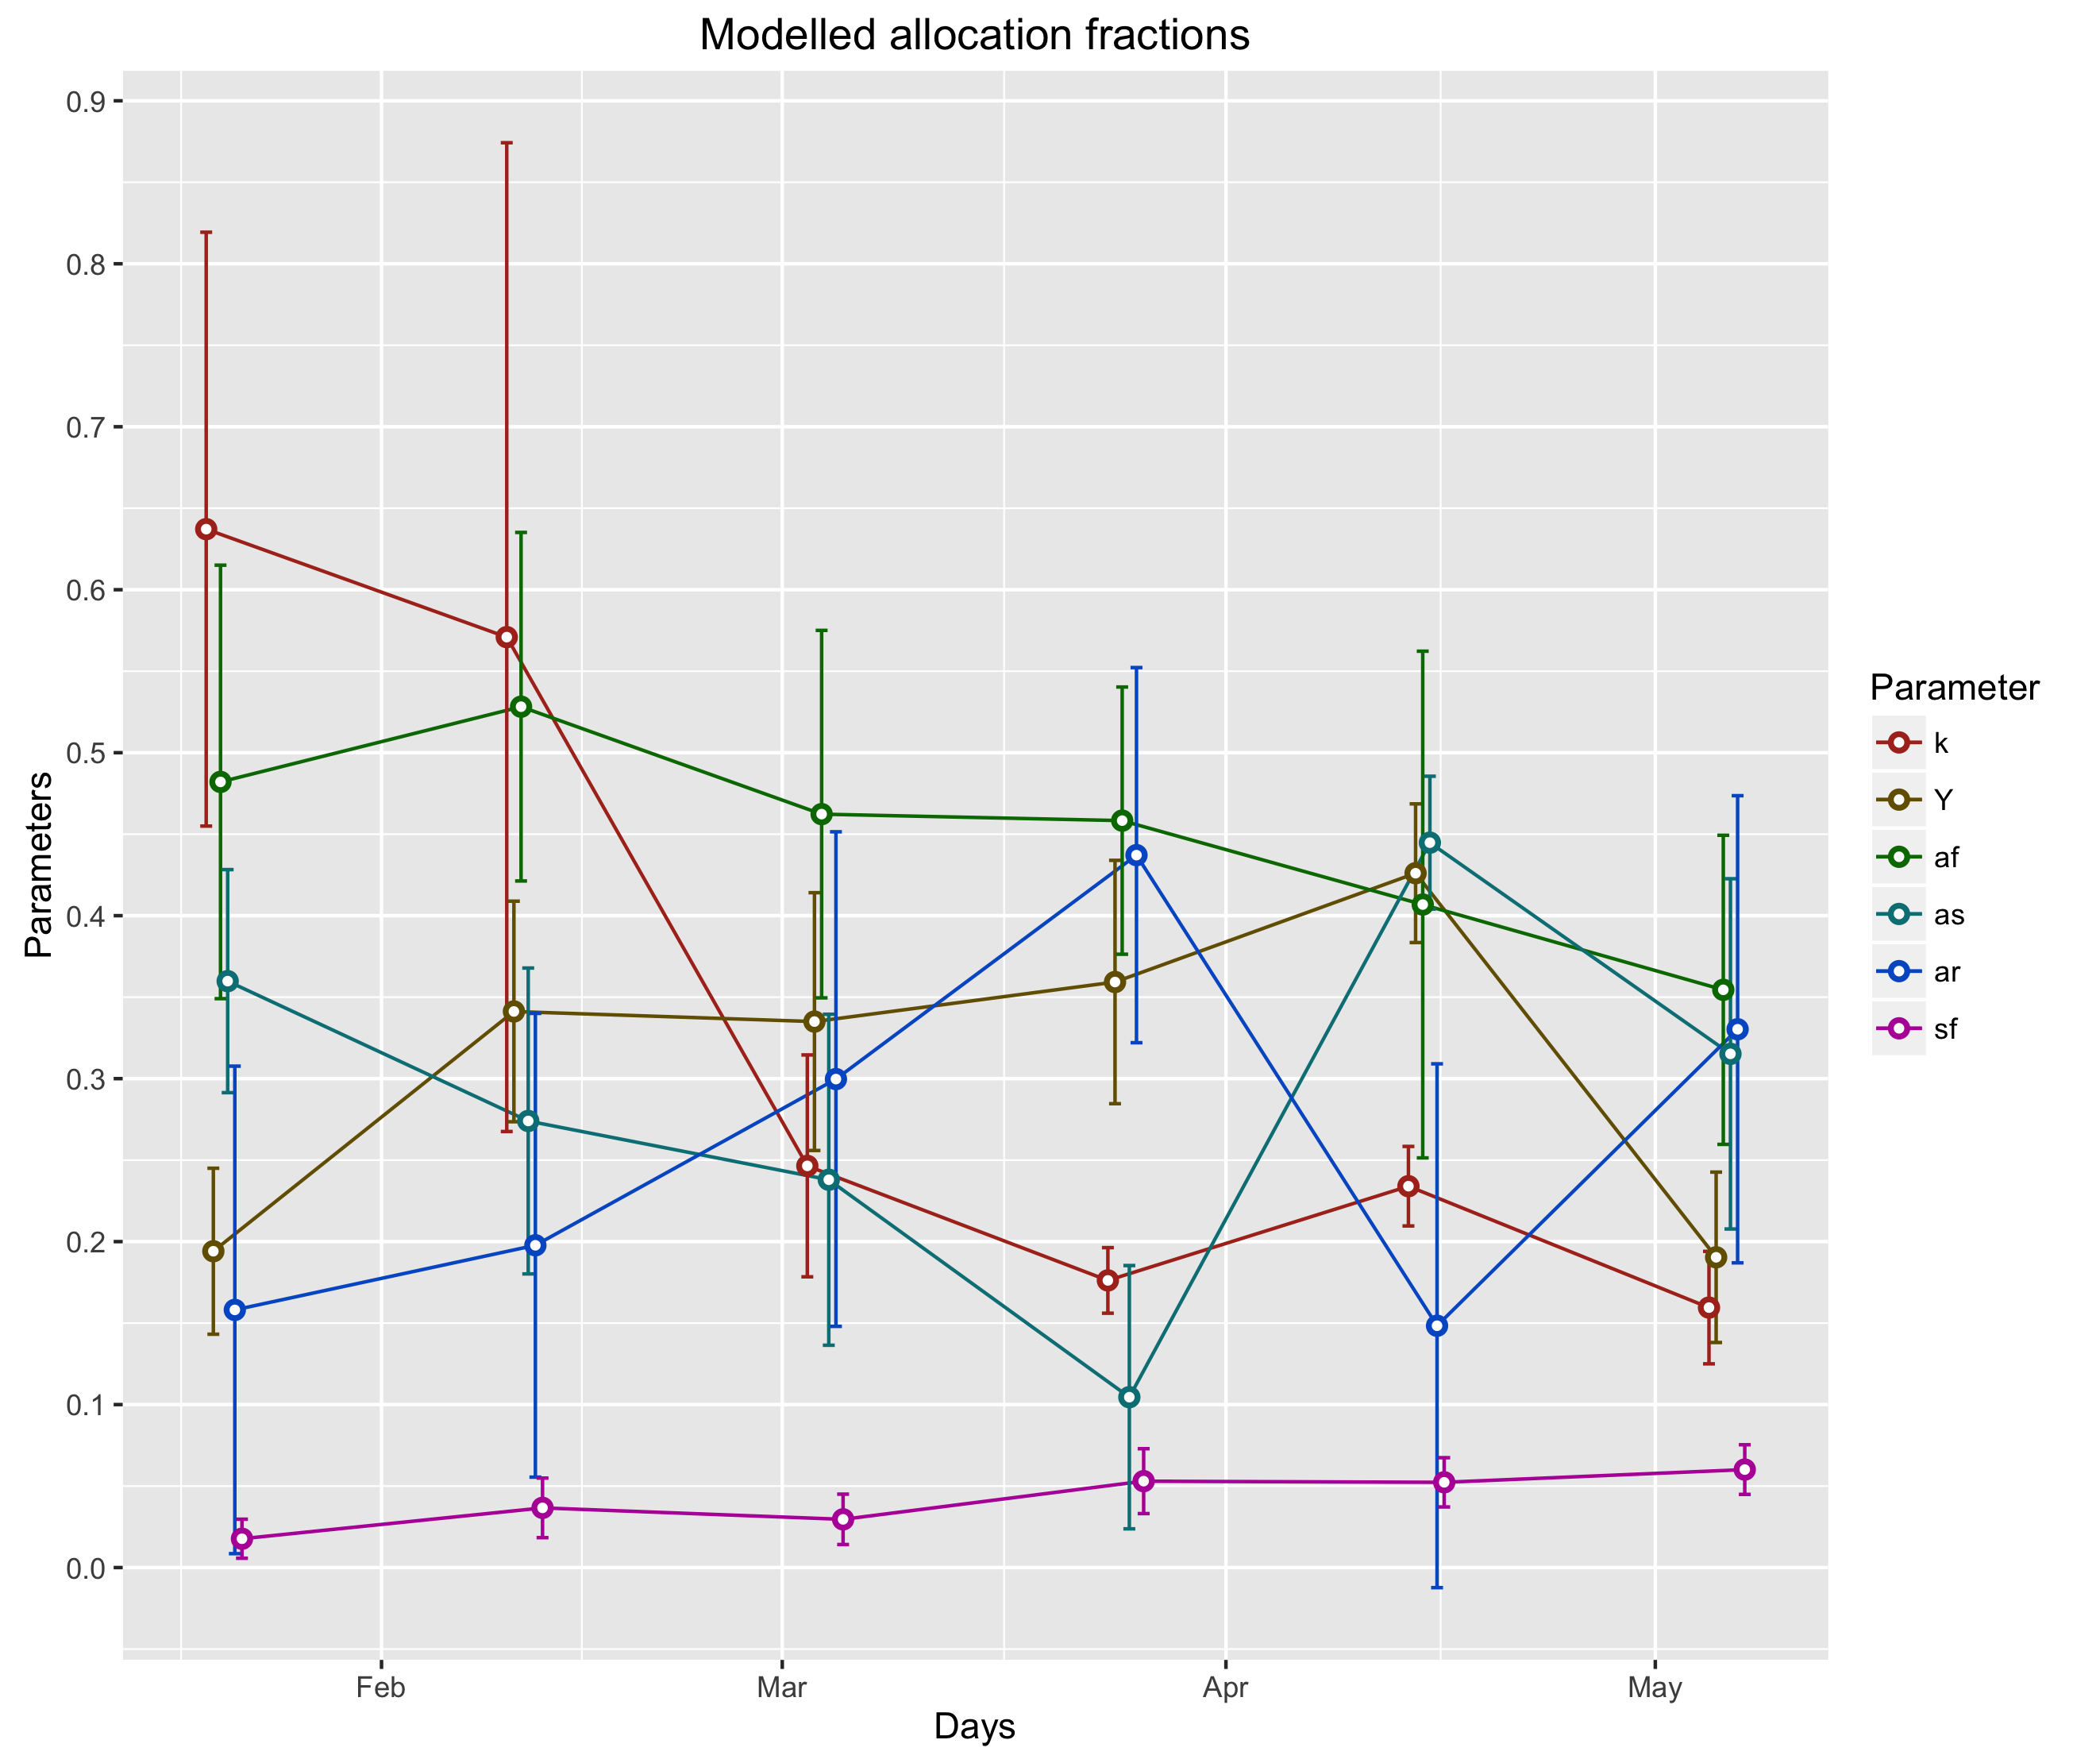 Modelled allocation fractions
Parameters
0.9
0.8
0.7
0.6
0.5
0.4
0.3
0.2
0.1
0.0
Feb Mar Apr May
Days
Parameter
k
Y
af
as
ar
sf